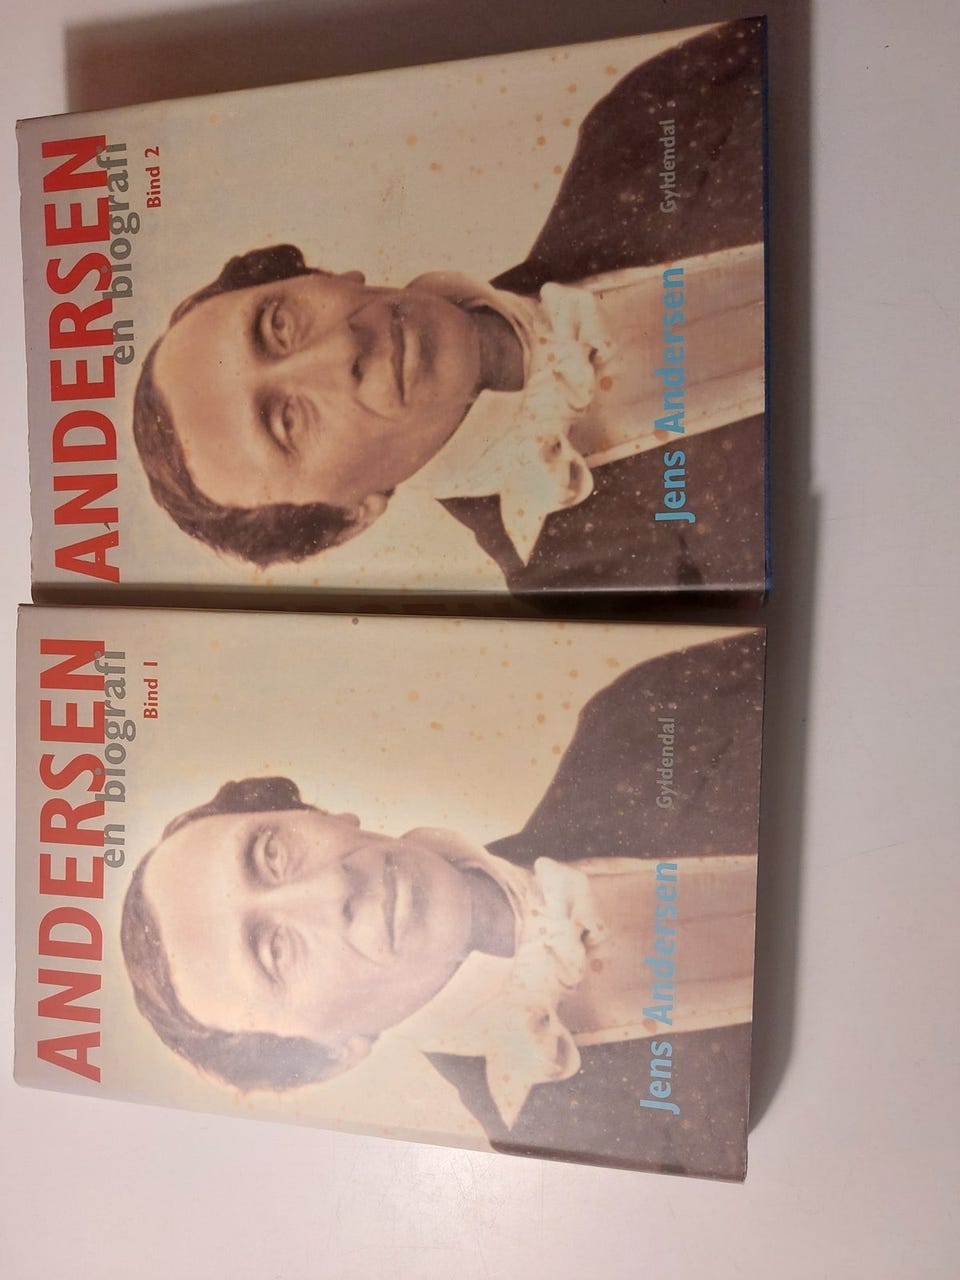 ANDERSEN
en biografi
Bind 1
Jens Andersen
Gyldendal
ANDERSEN
en biografi
Bind 2
Jens Andersen
Gyldendal